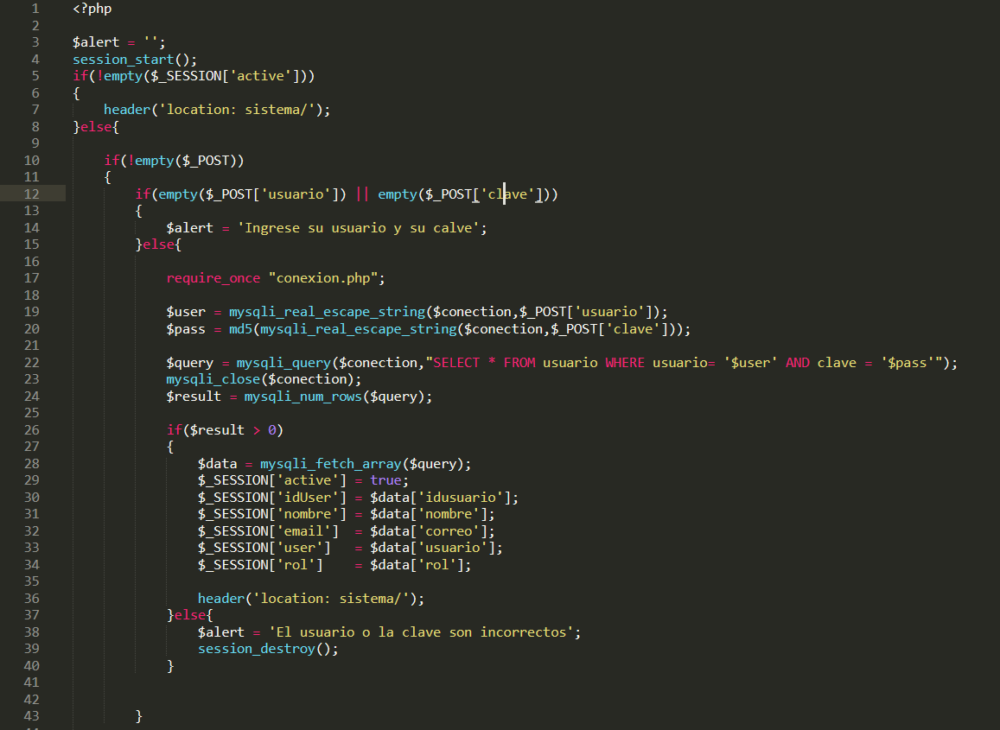 1 <?php
2
3 $alert = '';
4 session_start();
5 if(!empty($_SESSION['active']))
6 {
7     header('location: sistema/');
8 }else{
9
10     if(!empty($_POST))
11     {
12         if(empty($_POST['usuario']) || empty($_POST['clave']))
13         {
14             $alert = 'Ingrese su usuario y su calve';
15         }else{
16
17             require_once "conexion.php";
18
19             $user = mysqli_real_escape_string($conection,$_POST['usuario']);
20             $pass = md5(mysqli_real_escape_string($conection,$_POST['clave']));
21
22             $query = mysqli_query($conection,"SELECT * FROM usuario WHERE usuario= '$user' AND clave = '$pass'");
23             mysqli_close($conection);
24             $result = mysqli_num_rows($query);
25
26             if($result > 0)
27             {
28                 $data = mysqli_fetch_array($query);
29                 $_SESSION['active'] = true;
30                 $_SESSION['idUser'] = $data['idusuario'];
31                 $_SESSION['nombre'] = $data['nombre'];
32                 $_SESSION['email']  = $data['correo'];
33                 $_SESSION['user']   = $data['usuario'];
34                 $_SESSION['rol']    = $data['rol'];
35
36                 header('location: sistema/');
37             }else{
38                 $alert = 'El usuario o la clave son incorrectos';
39                 session_destroy();
40             }
41
42
43         }